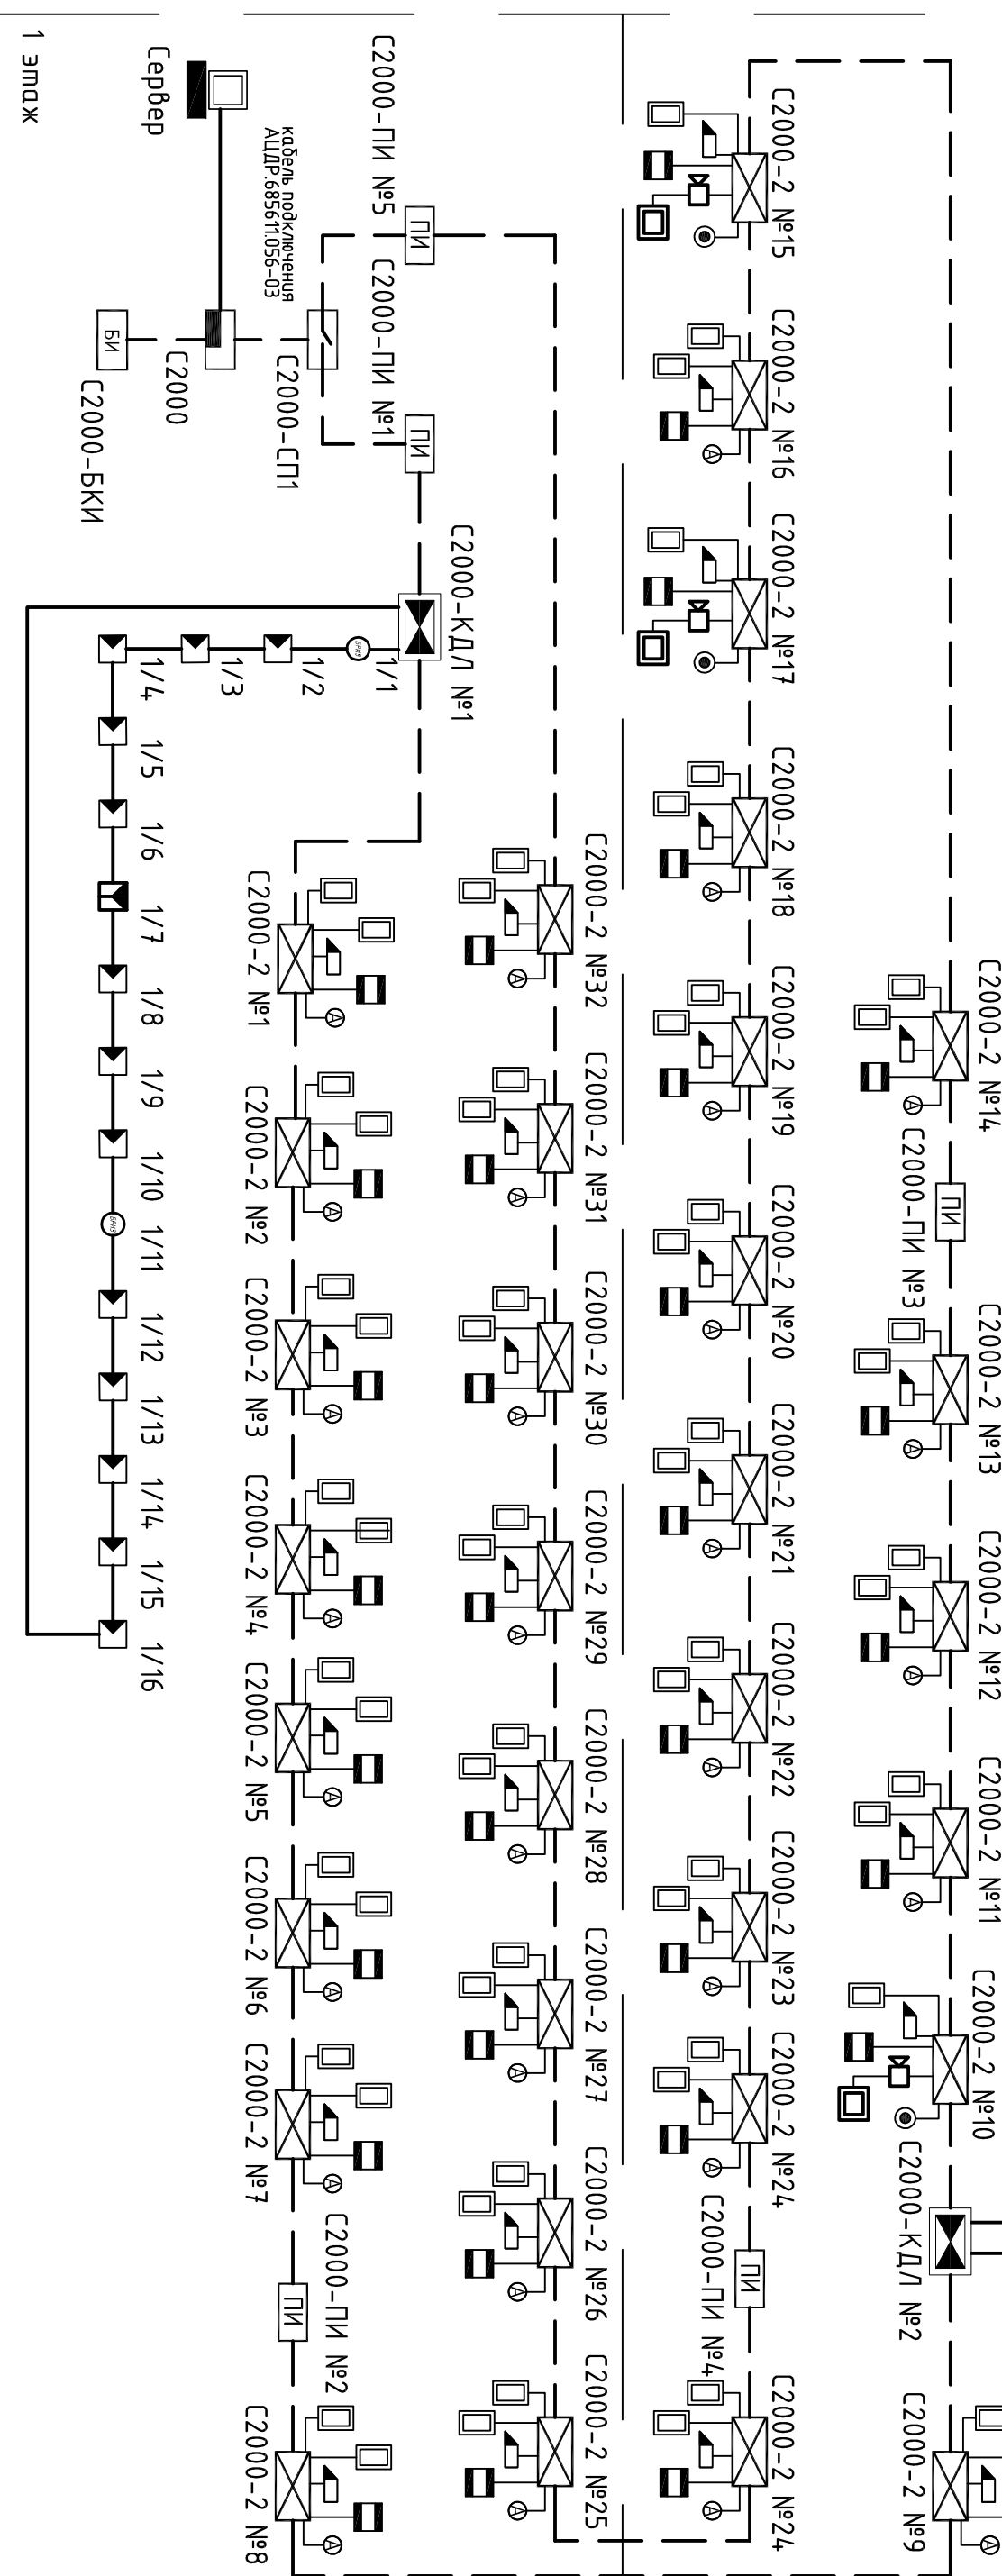 С2000-2 №14
С2000-ПИ №3
ПИ
С2000-2 №13
С2000-2 №12
С2000-2 №11
С2000-2 №10
С2000-КДЛ №2
С2000-2 №9
А
А
А
А
А
С2000-2 №15
С2000-2 №16
С2000-2 №17
С2000-2 №18
С2000-2 №19
С2000-2 №20
С2000-2 №21
С2000-2 №22
С2000-2 №23
С2000-2 №24
С2000-ПИ №4
ПИ
С2000-2 №24
А
А
А
А
А
А
А
А
А
С2000-2 №32
С2000-2 №31
С2000-2 №30
С2000-2 №29
С2000-2 №28
С2000-2 №27
С2000-2 №26
С2000-2 №25
А
А
А
А
А
А
А
А
С2000-КДЛ №1
С2000-ПИ №5
ПИ
С2000-ПИ №1
ПИ
С2000-ПИ №2
ПИ
А
А
А
А
А
А
А
А
С2000-2 №1
С2000-2 №2
С2000-2 №3
С2000-2 №4
С2000-2 №5
С2000-2 №6
С2000-2 №7
С2000-2 №8
кабель подключения
АЦДР.685611.056-03
С2000-СП1
С2000
Сервер
БИ
С2000-БКИ
БРИЗ
1/1
1/2
1/3
1/4
1/5
1/6
1/7
1/8
1/9
1/10
БРИЗ
1/11
1/12
1/13
1/14
1/15
1/16
1 этаж